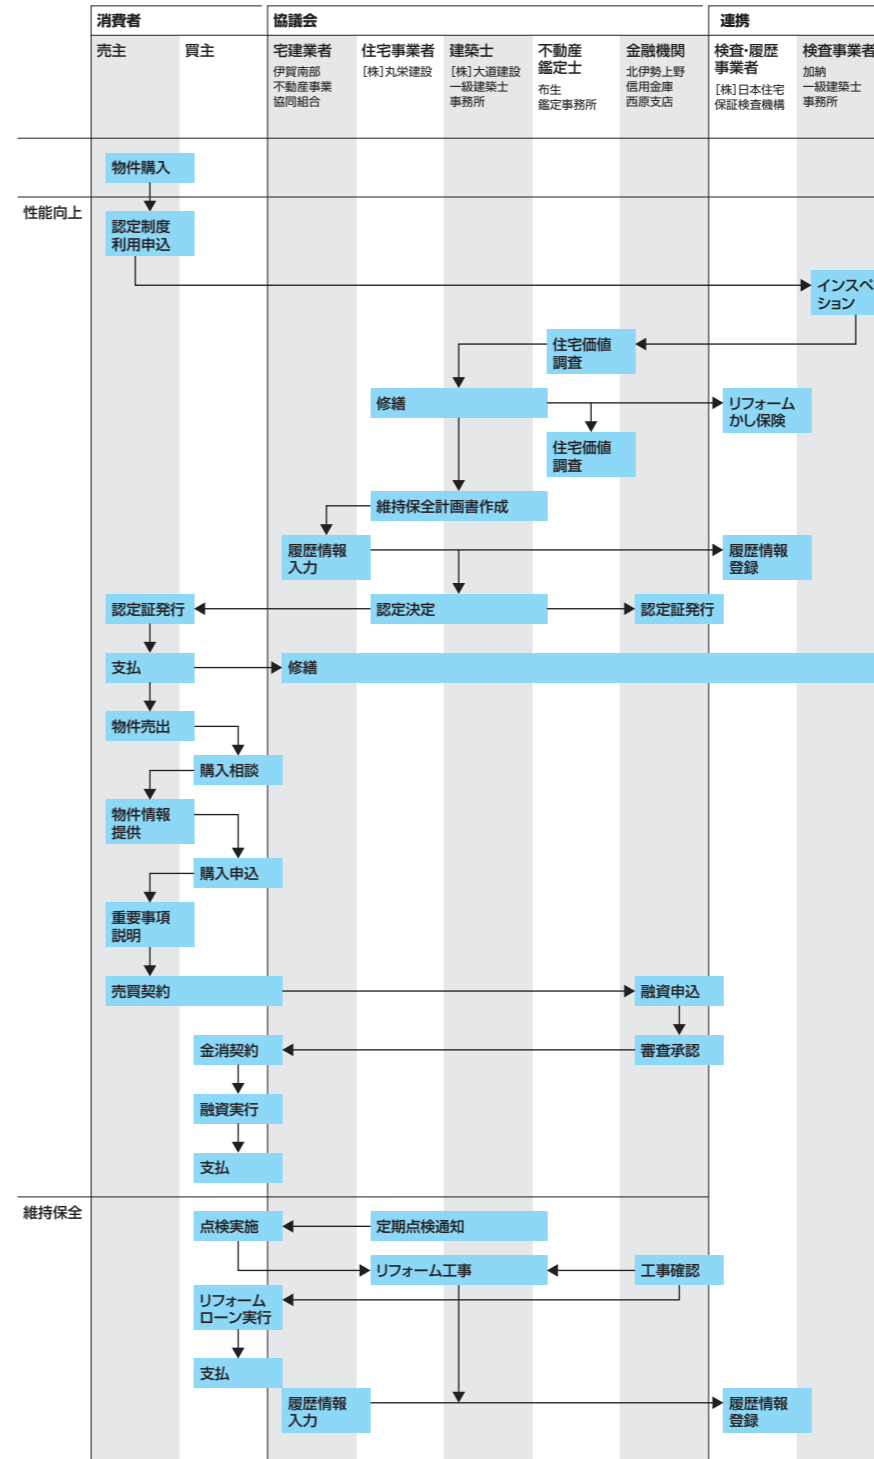 消費者
協議会
連携
売主
買主
宅建業者
伊賀南部
不動産事業
協同組合
住宅事業者
［株］丸栄建設
建築士
［株］大道建設
一級建築士
事務所
不動産
鑑定士
布生
鑑定事務所
金融機関
北伊勢上野
信用金庫
西原支店
検査・履歴
事業者
［株］日本住宅
保証検査機構
検査事業者
加納
一級建築士
事務所
物件購入
性能向上
認定制度
利用申込
インスペ
ション
住宅価値
調査
修繕
リフォーム
かし保険
住宅価値
調査
維持保全計画書作成
履歴情報
入力
履歴情報
登録
認定証発行
認定決定
認定証発行
支払
修繕
物件売出
購入相談
物件情報
提供
購入申込
重要事項
説明
売買契約
融資申込
金消契約
審査承認
融資実行
支払
維持保全
点検実施
定期点検通知
リフォーム工事
工事確認
リフォーム
ローン実行
支払
履歴情報
入力
履歴情報
登録